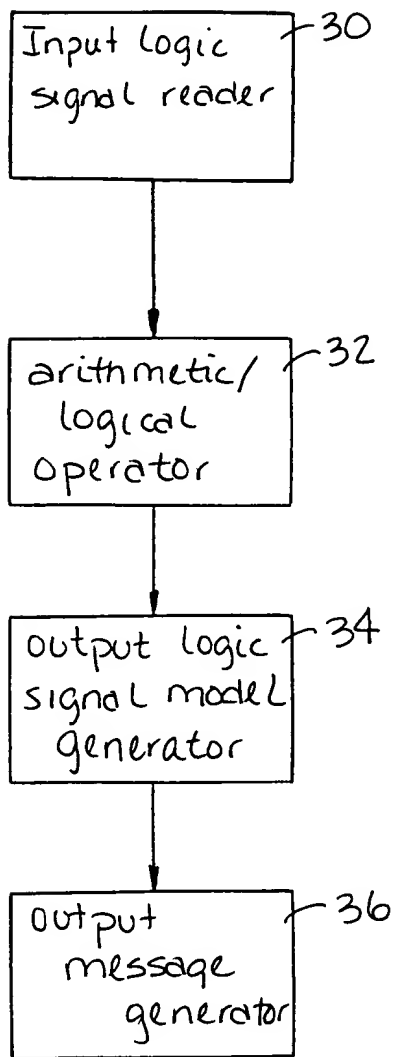 Input logic
signal reader
30
arithmetic/
logical
operator
32
output logic
signal model
generator
34
output
message
generator
36